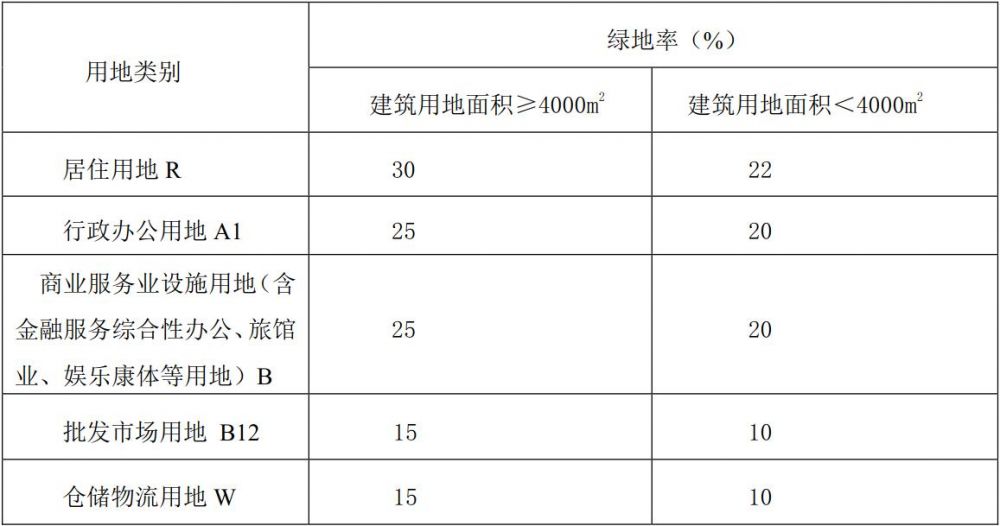 用地类别
绿地率（%）
建筑用地面积≥4000m²
建筑用地面积＜4000m²
居住用地 R
30
22
行政办公用地 A1
25
20
商业服务业设施用地（含
金融服务综合性办公、旅馆
业、娱乐康体等用地）B
25
20
批发市场用地 B12
15
10
仓储物流用地 W
15
10